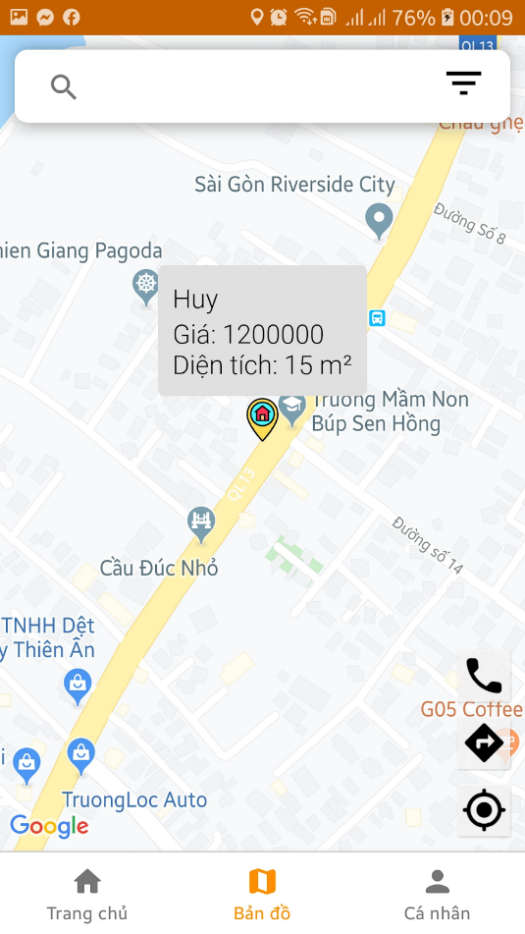 76%
00:09
QL13
Sài Gòn Riverside City
Đường Số 8
Giang Pagoda
Huy
Giá: 1200000
Diện tích: 15 m²
Trường Mầm Non
Búp Sen Hồng
QL13
Đường số 14
Cầu Đúc Nhỏ
TNHH Dệt
y Thiên Ân
G05 Coffee
TruongLoc Auto
Google
Trang chủ
Bản đồ
Cá nhân